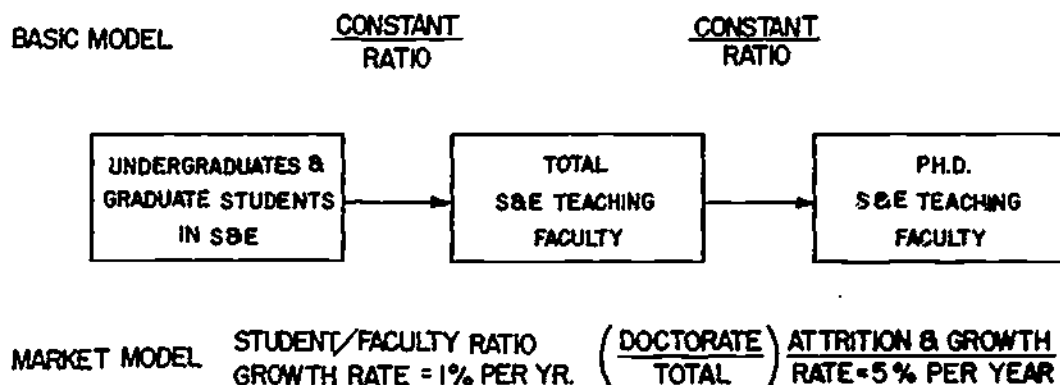 BASIC MODEL
CONSTANT
RATIO
CONSTANT
RATIO
UNDERGRADUATES &
GRADUATE STUDENTS
IN S&E
TOTAL
S&E TEACHING
FACULTY
PH.D.
S&E TEACHING
FACULTY
MARKET MODEL
STUDENT/FACULTY RATIO
GROWTH RATE = 1% PER YR.
(DOCTORATE
TOTAL)
ATTRITION & GROWTH
RATE=5% PER YEAR